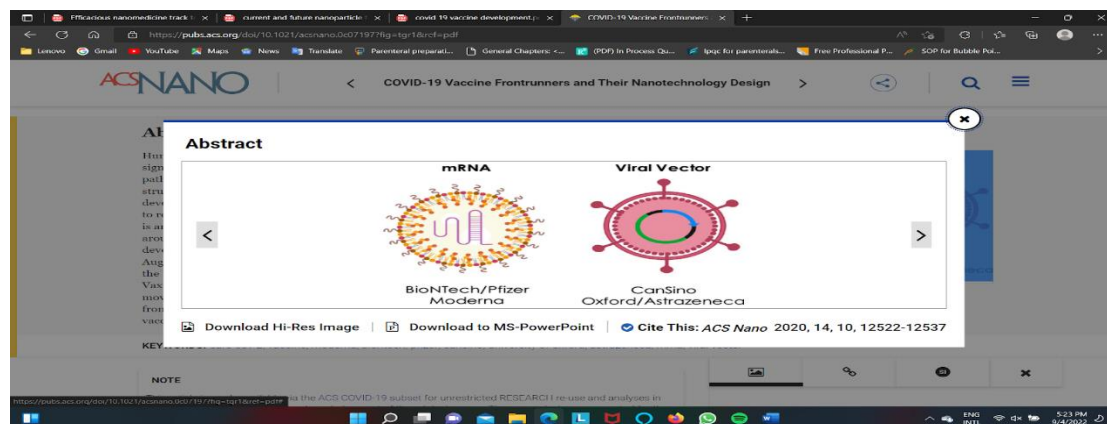 Efficacious nanomedicine track t
current and future nanoparticle
covid 19 vaccine development.p
COVID-19 Vaccine Frontrunners
https://pubs.acs.org/doi/10.1021/acsnano.0c07197?fig=tgr1&ref=pdf
Lenovo Gmail YouTube Maps News Translate Parenteral preparati... General Chapters: <... (PDF) In Process Qu... Ipqc for parenterals... Free Professional P... SOP for Bubble Poi...
ACSNANO
COVID-19 Vaccine Frontrunners and Their Nanotechnology Design
Abstract
mRNA Viral Vector
BioNTech/Pfizer
Moderna
CanSino
Oxford/Astrazeneca
Download Hi-Res Image Download to MS-PowerPoint Cite This: ACS Nano 2020, 14, 10, 12522-12537
KEY
NOTE
via the ACS COVID-19 subset for unrestricted RESEARCH re-use and analyses in
https://pubs.acs.org/doi/10.1021/acsnano.0c07197?fig=tgr1&ref=pdf#
ENG
INTL
5:23 PM
9/4/2022